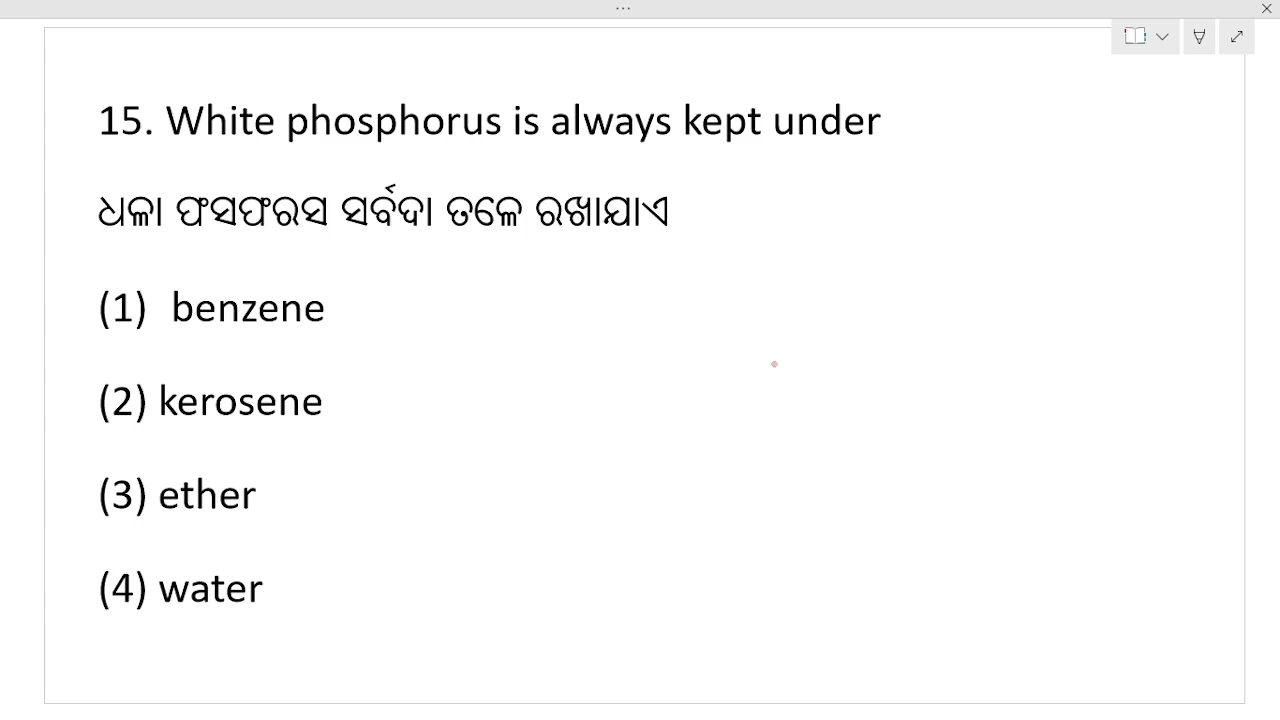 15. White phosphorus is always kept under
ଧଳା ଫସଫରସ ସର୍ବଦା ତଳେ ରଖାଯାଏ
(1) benzene
(2) kerosene
(3) ether
(4) water